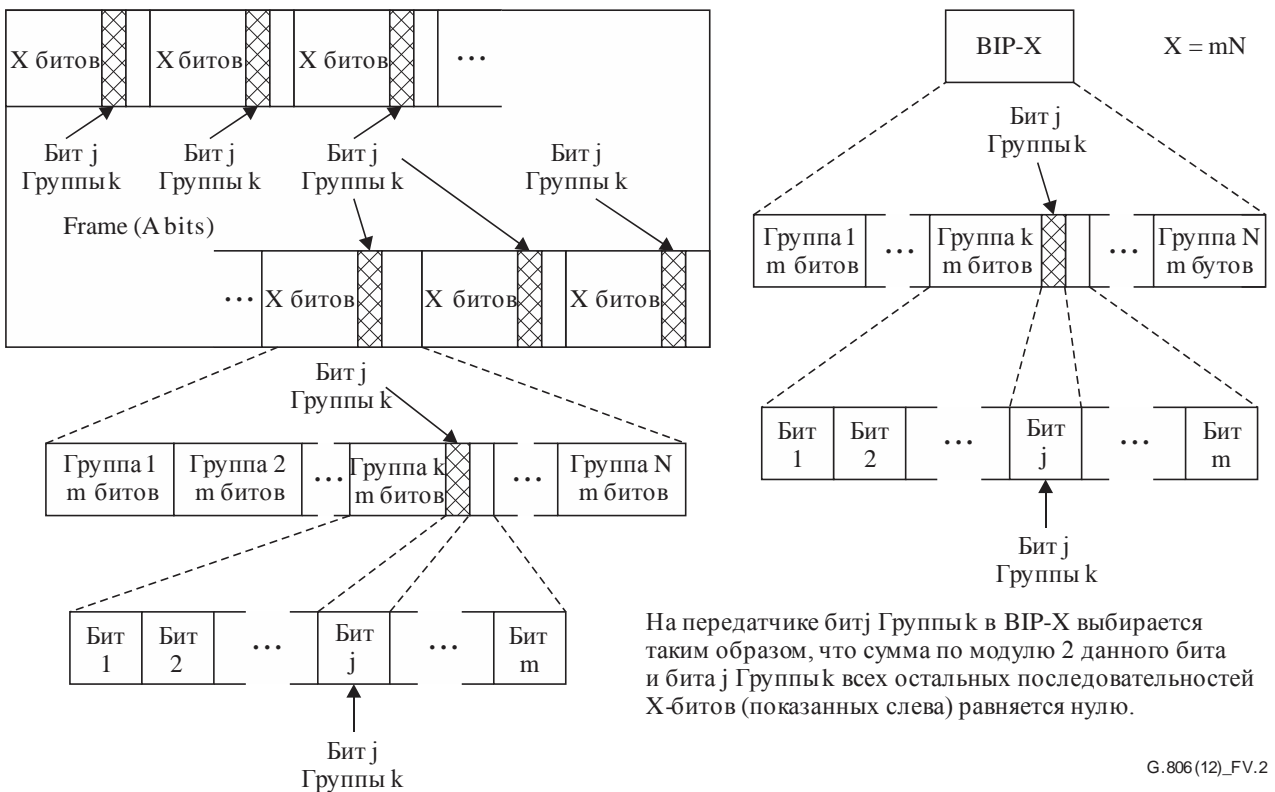 X битов
X битов
X битов
...
Бит j
Группы k
Бит j
Группы k
Бит j
Группы k
Бит j
Группы k
Frame (A bits)
...
X битов
X битов
X битов
Бит j
Группы k
Группа 1
m битов
Группа 2
m битов
...
Группа k
m битов
...
Группа N
m битов
Бит
1
Бит
2
...
Бит
j
...
Бит
m
Бит j
Группы k
BIP-X
X = mN
Бит j
Группы k
Группа 1
m битов
...
Группа k
m битов
...
Группа N
m бутов
Бит
1
Бит
2
...
Бит
j
...
Бит
m
Бит j
Группы k
На передатчике битj Группы k в BIP-X выбирается
таким образом, что сумма по модулю 2 данного бита
и бита j Группы k всех остальных последовательностей
X-битов (показанных слева) равняется нулю.
G.806(12)_FV.2